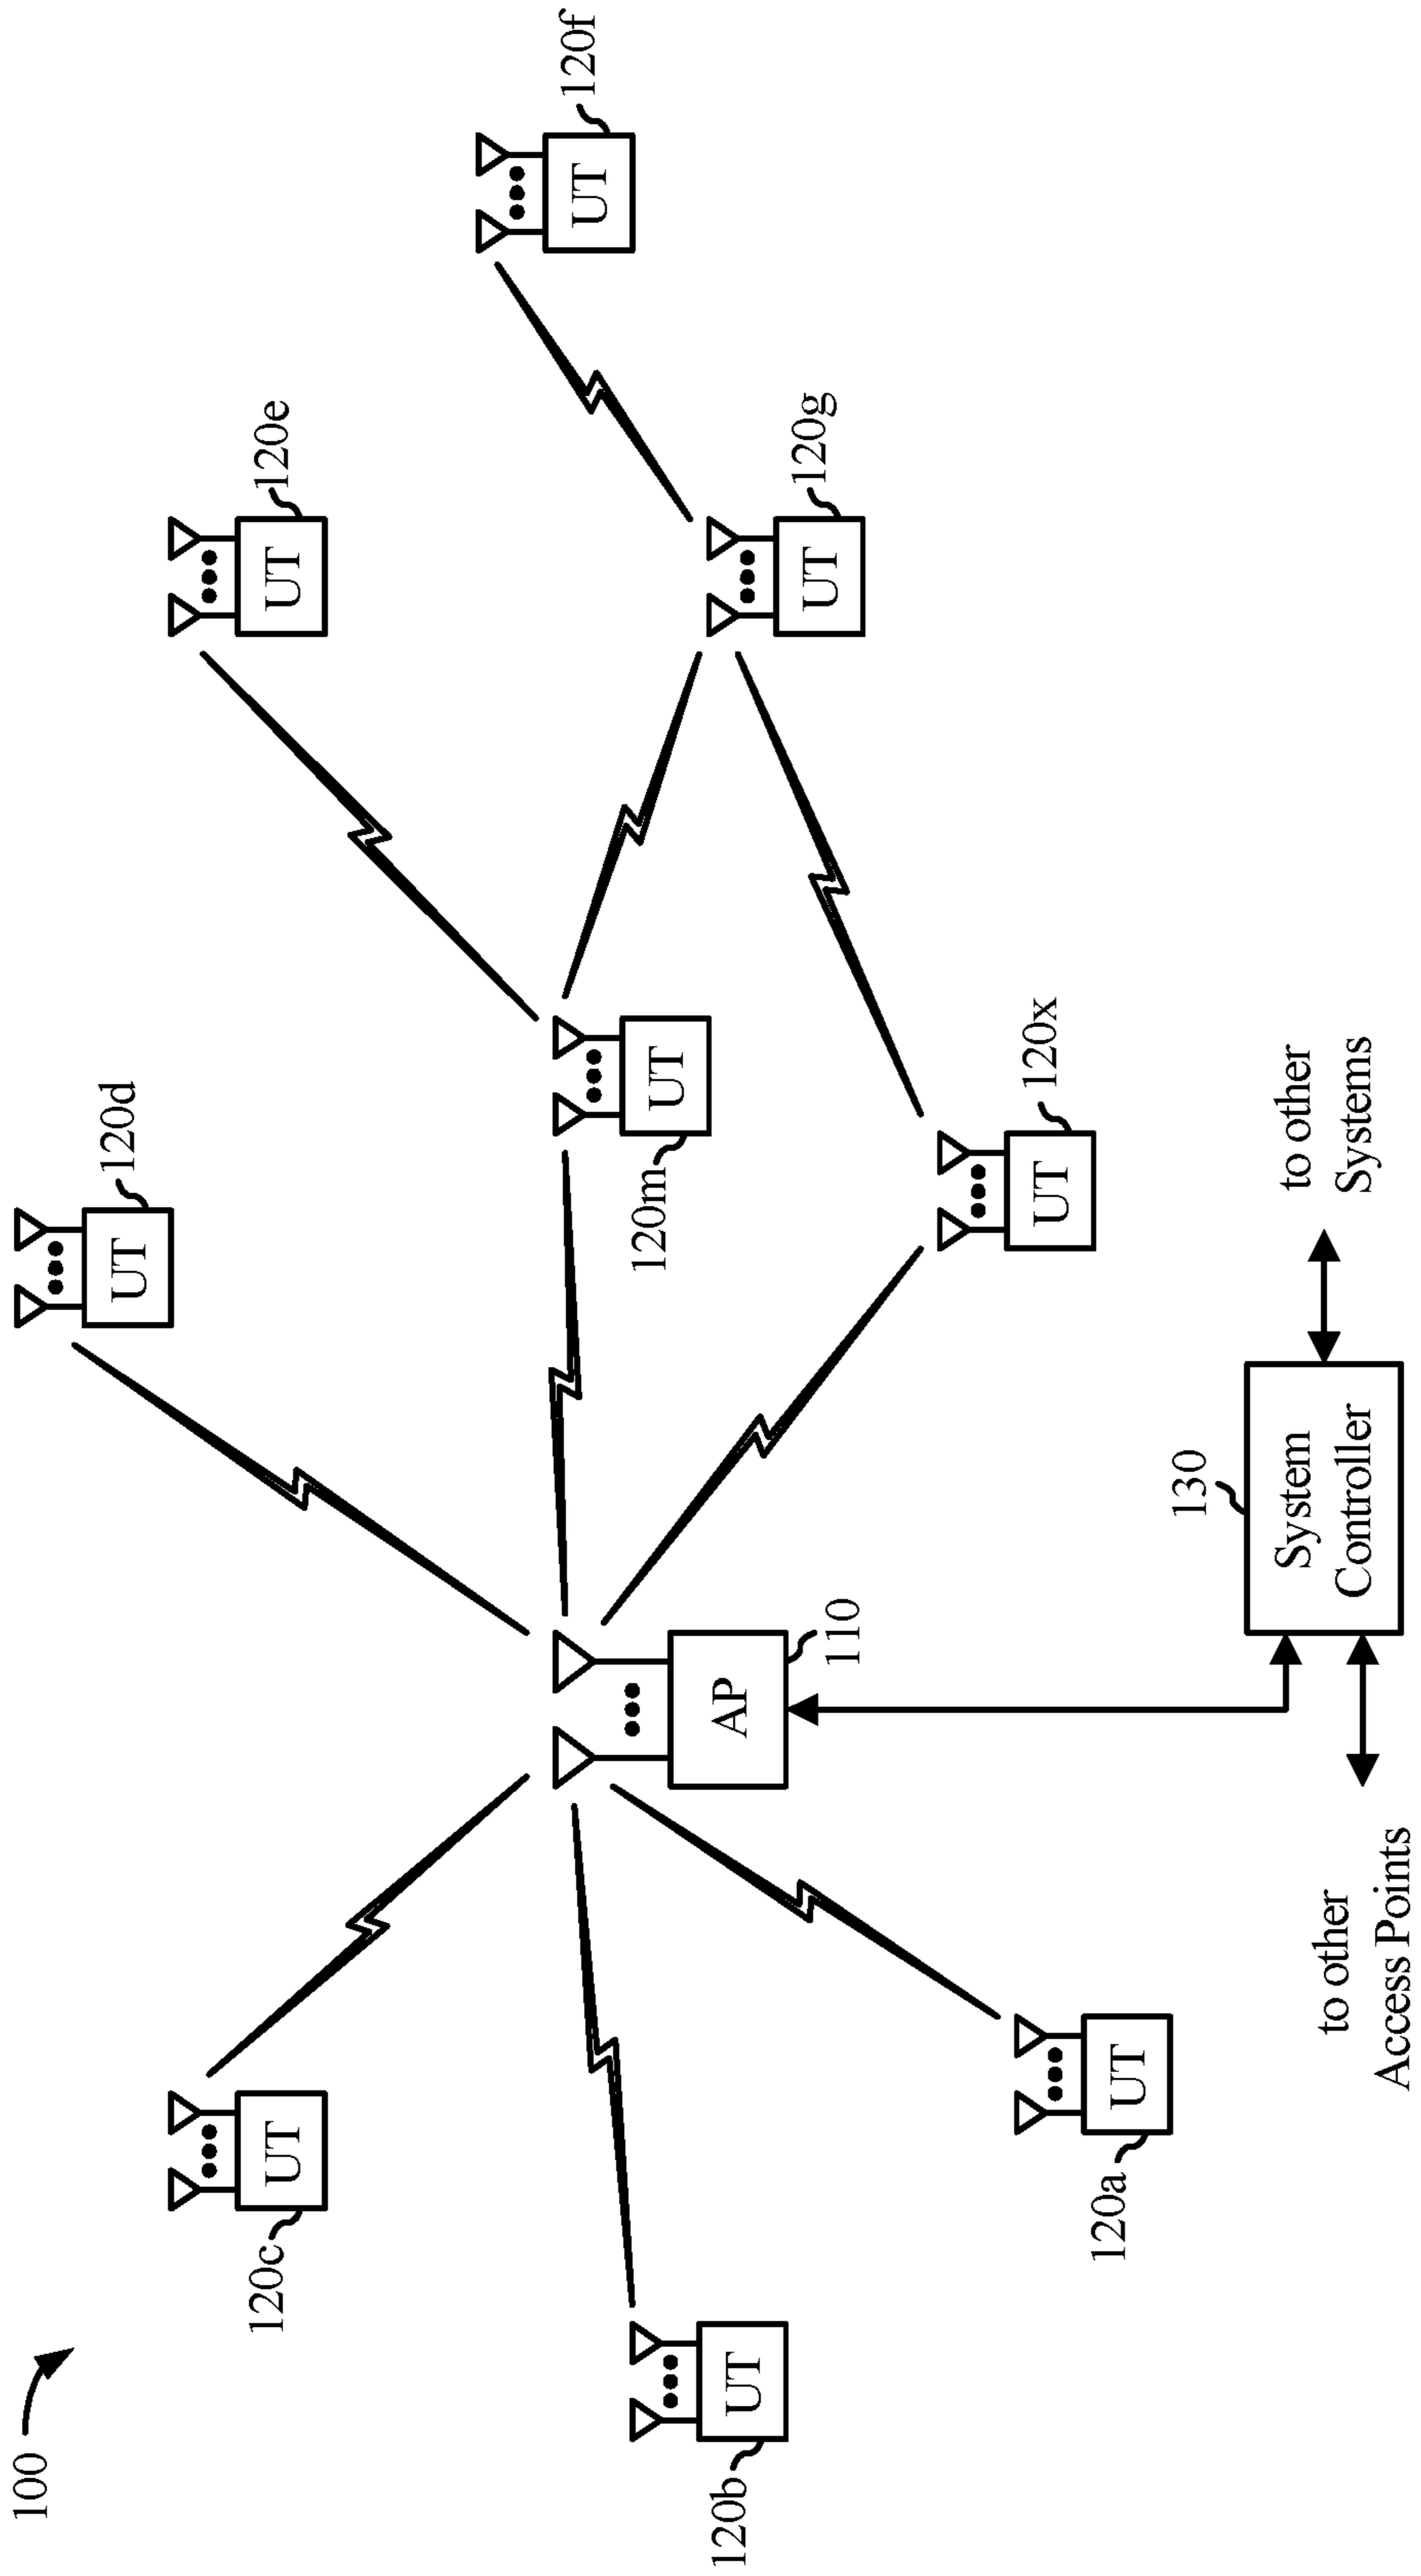 100
UT
120d
UT
120c
UT
120e
UT
120f
UT
120m
UT
120b
AP
110
UT
120g
UT
120x
UT
120a
130
System
Controller
to other
Systems
to other
Access Points